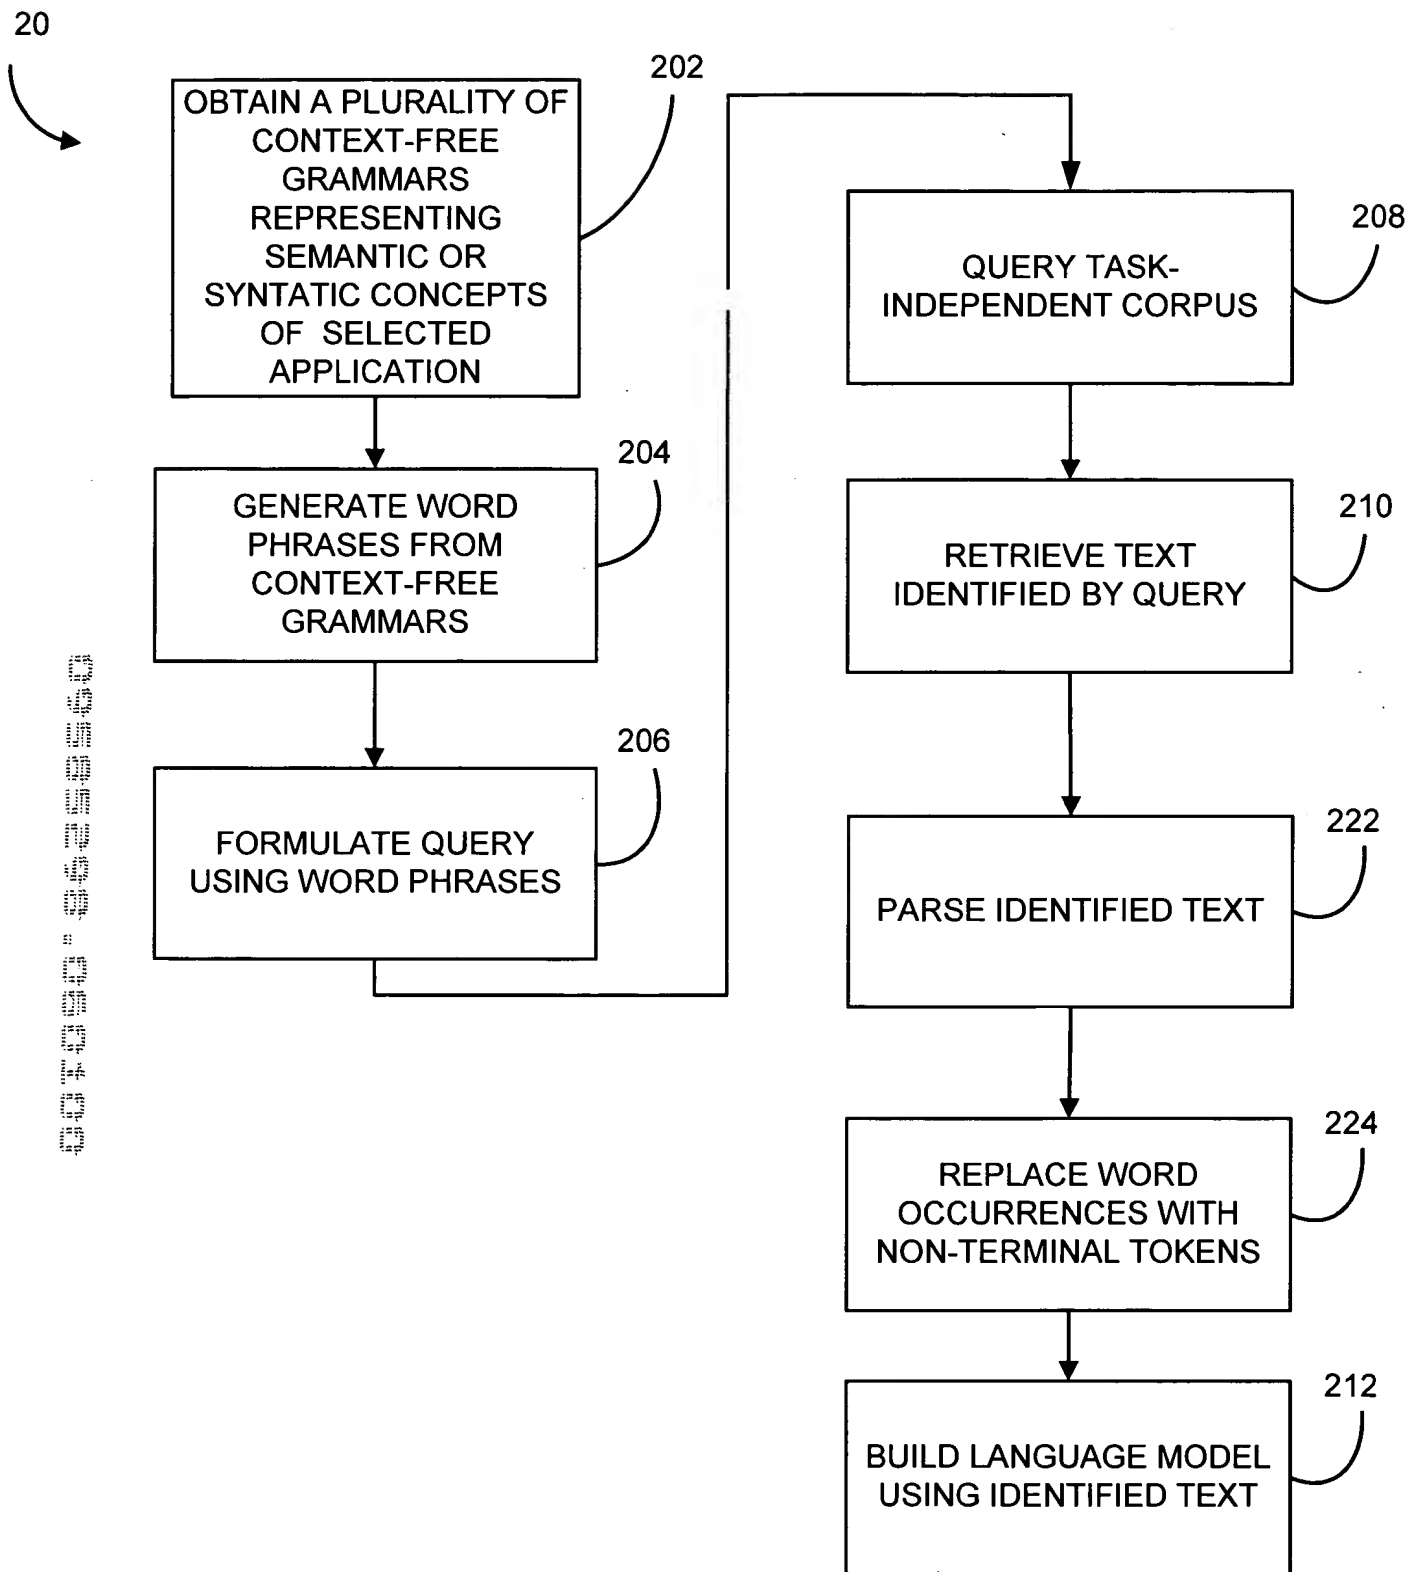 20
202
OBTAIN A PLURALITY OF
CONTEXT-FREE
GRAMMARS
REPRESENTING
SEMANTIC OR
SYNTATIC CONCEPTS
OF SELECTED
APPLICATION
204
GENERATE WORD
PHRASES FROM
CONTEXT-FREE
GRAMMARS
206
FORMULATE QUERY
USING WORD PHRASES
208
QUERY TASK-
INDEPENDENT CORPUS
210
RETRIEVE TEXT
IDENTIFIED BY QUERY
222
PARSE IDENTIFIED TEXT
224
REPLACE WORD
OCCURRENCES WITH
NON-TERMINAL TOKENS
212
BUILD LANGUAGE MODEL
USING IDENTIFIED TEXT